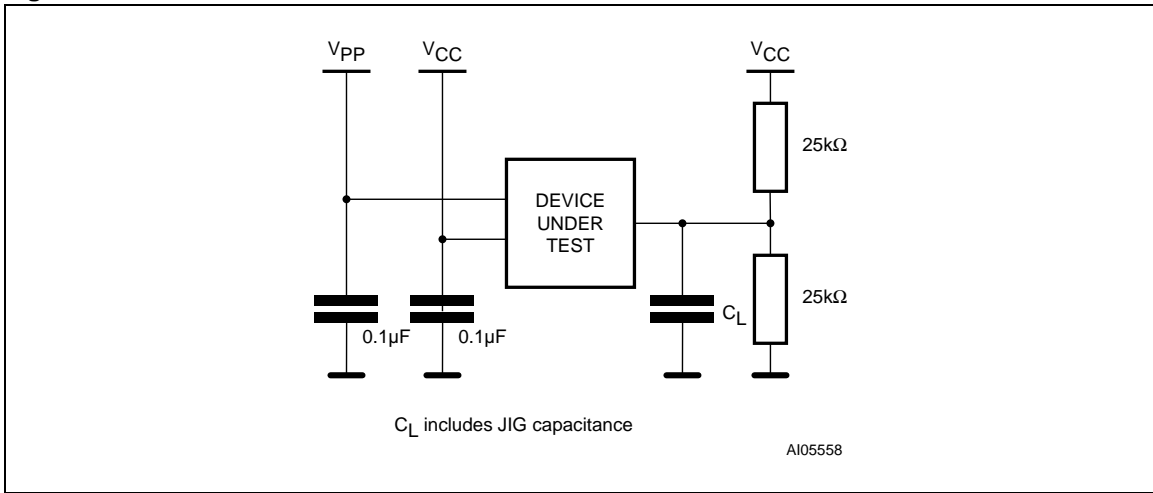 VPP VCC VCC
25kΩ
DEVICE
UNDER
TEST
25kΩ
CL
0.1µF 0.1µF
CL includes JIG capacitance
AI05558